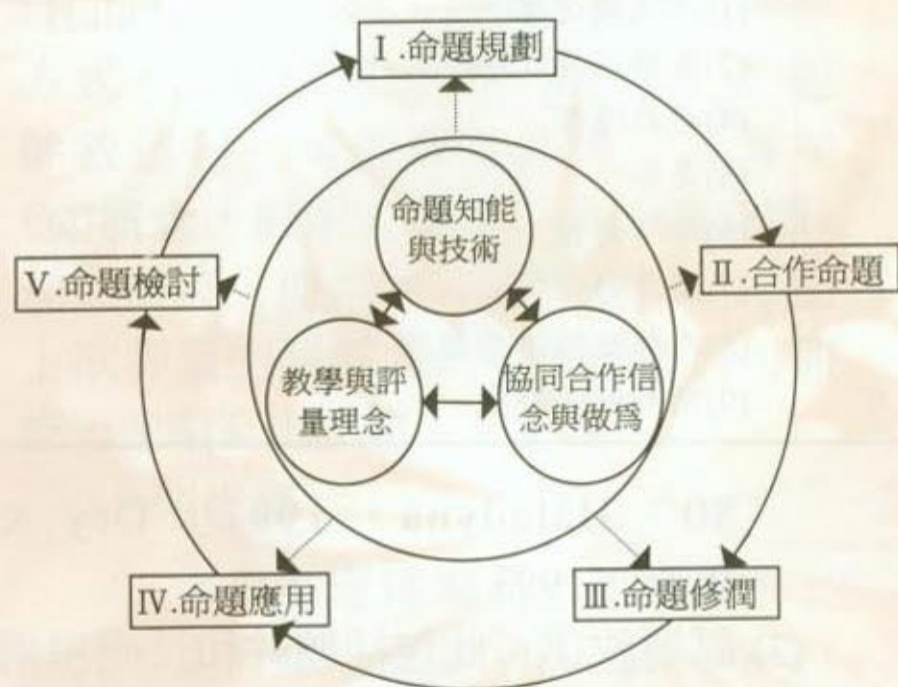 Ⅰ.命題規劃
命題知能
與技術
Ⅴ.命題檢討
Ⅱ.合作命題
教學與評
量理念
協同合作信
念與做爲
Ⅳ.命題應用
Ⅲ.命題修潤